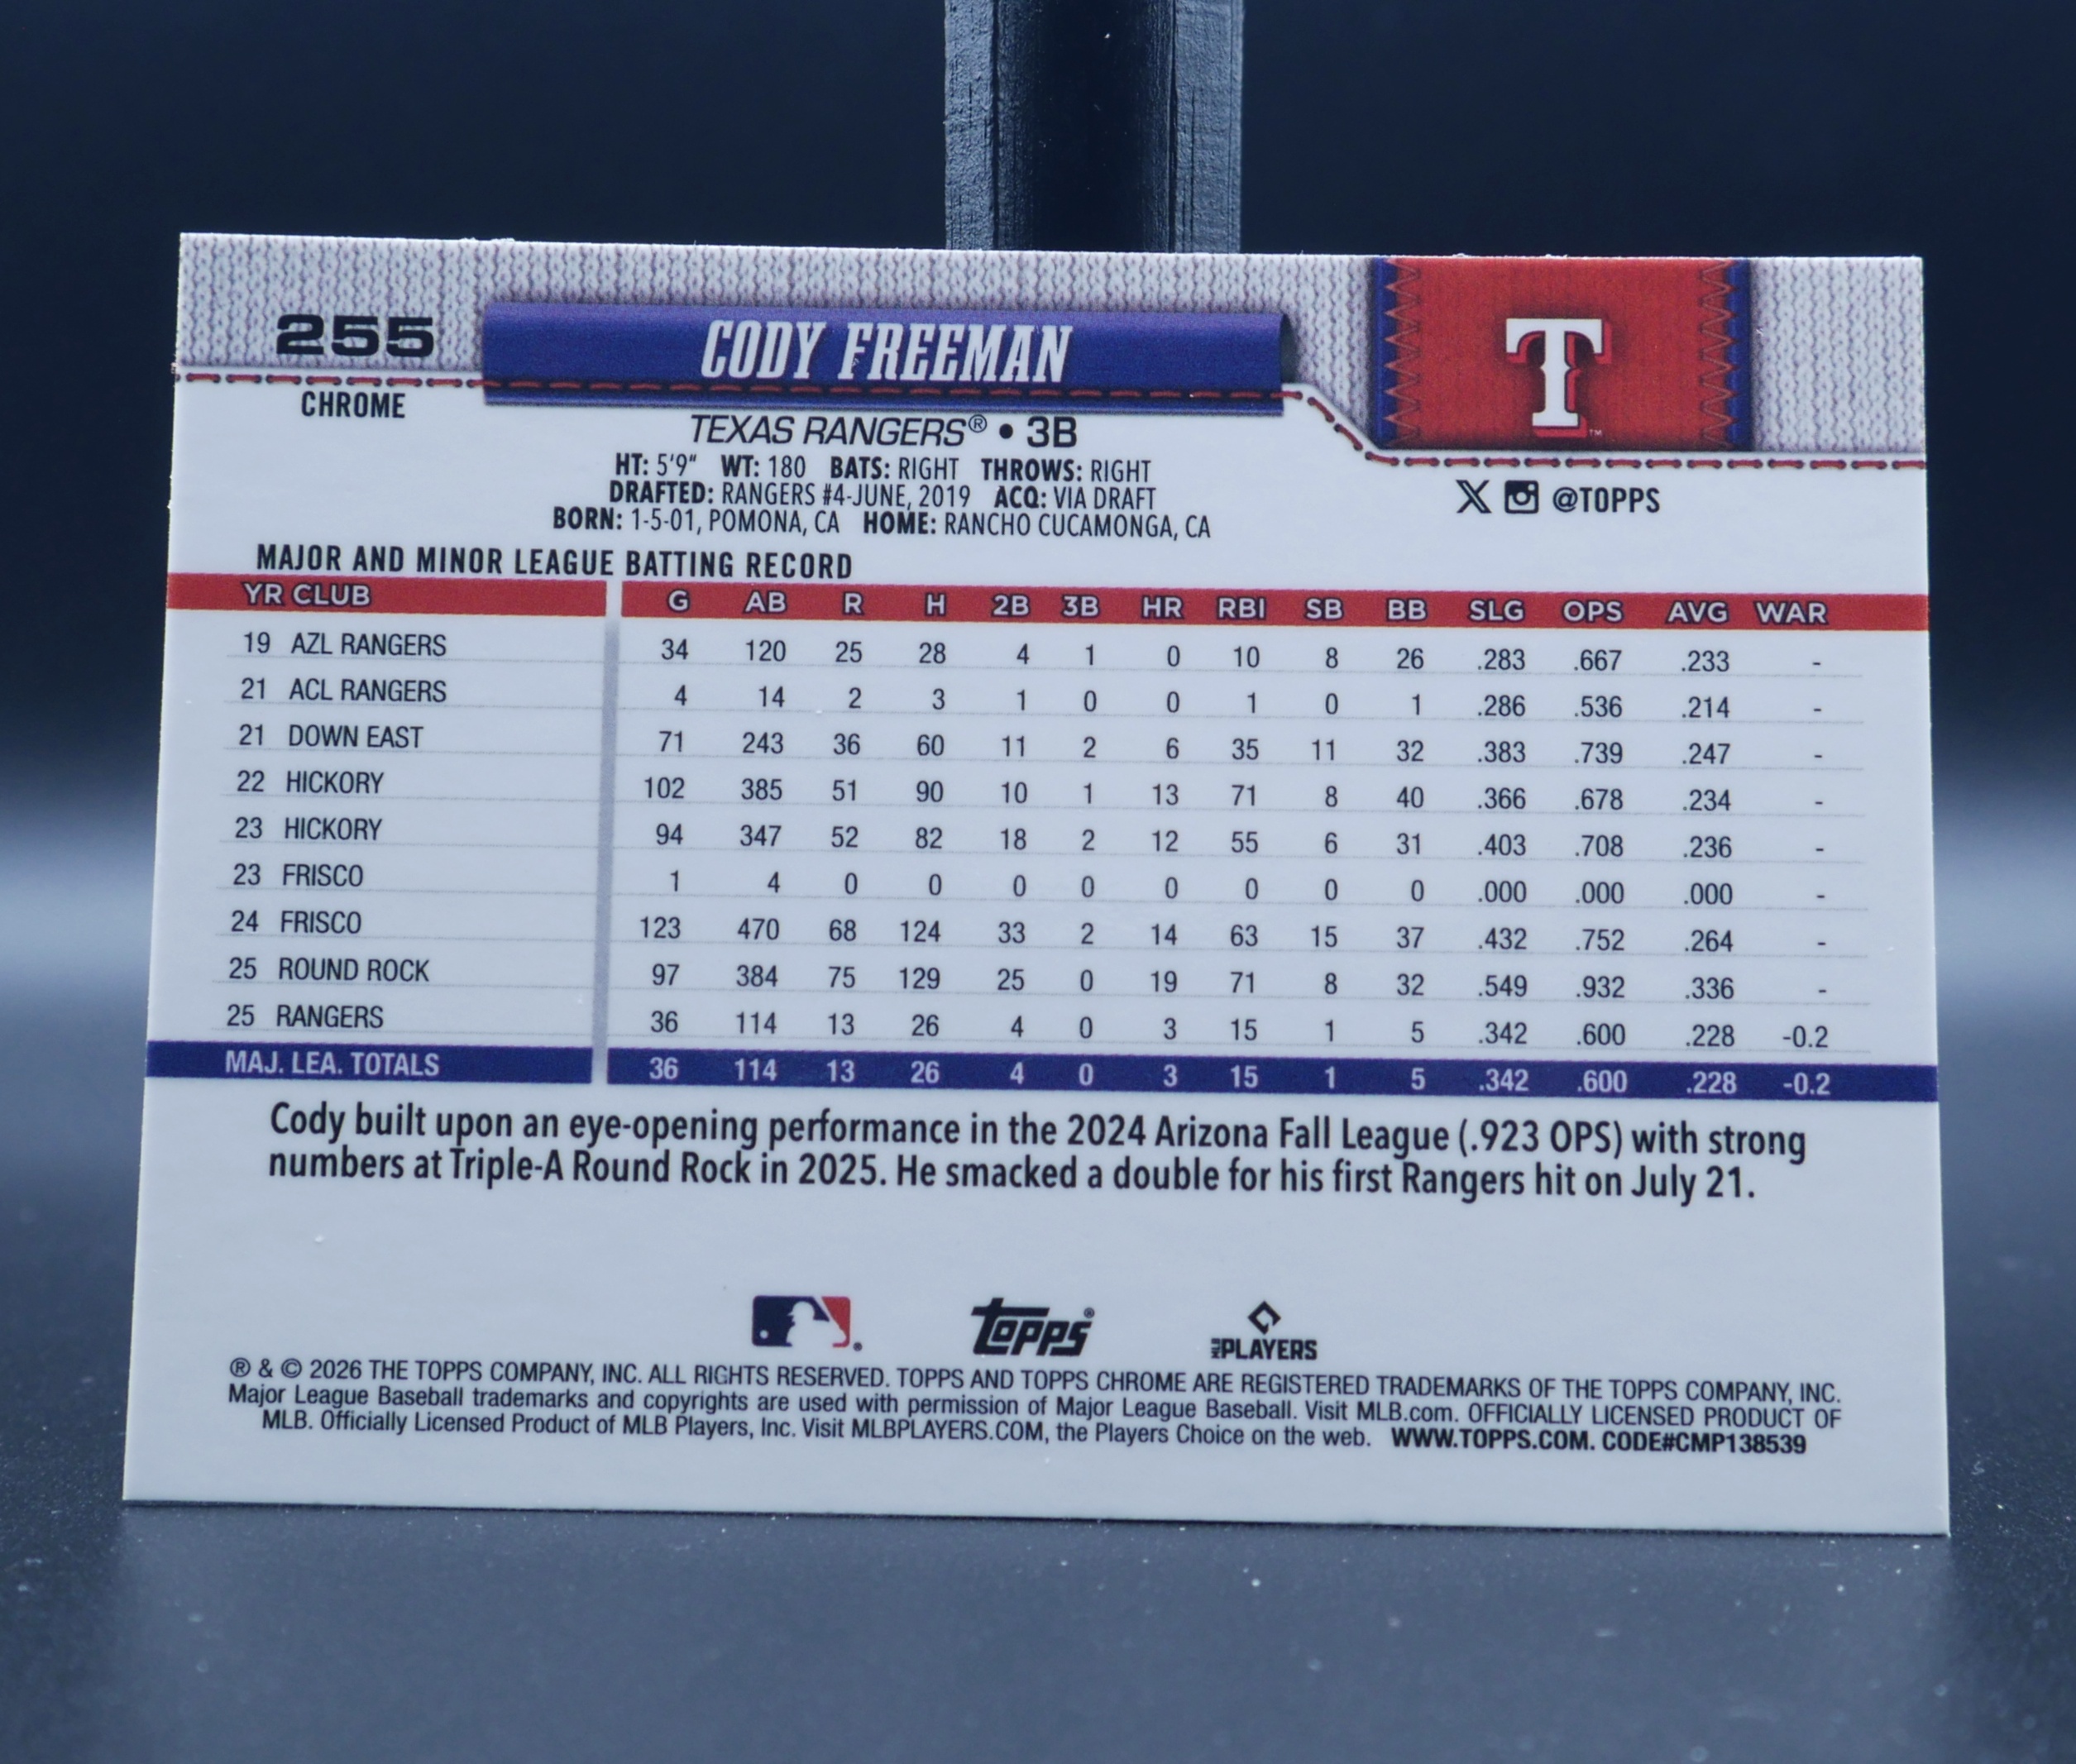 255
CHROME
CODY FREEMAN
T™
TEXAS RANGERS® • 3B
HT: 5'9" WT: 180 BATS: RIGHT THROWS: RIGHT
DRAFTED: RANGERS #4-JUNE, 2019 ACQ: VIA DRAFT
BORN: 1-5-01, POMONA, CA HOME: RANCHO CUCAMONGA, CA
X @TOPPS
MAJOR AND MINOR LEAGUE BATTING RECORD
YR CLUB G AB R H 2B 3B HR RBI SB BB SLG OPS AVG WAR
19 AZL RANGERS 34 120 25 28 4 1 0 10 8 26 .283 .667 .233 -
21 ACL RANGERS 4 14 2 3 1 0 0 1 0 1 .286 .536 .214 -
21 DOWN EAST 71 243 36 60 11 2 6 35 11 32 .383 .739 .247 -
22 HICKORY 102 385 51 90 10 1 13 71 8 40 .366 .678 .234 -
23 HICKORY 94 347 52 82 18 2 12 55 6 31 .403 .708 .236 -
23 FRISCO 1 4 0 0 0 0 0 0 0 0 .000 .000 .000 -
24 FRISCO 123 470 68 124 33 2 14 63 15 37 .432 .752 .264 -
25 ROUND ROCK 97 384 75 129 25 0 19 71 8 32 .549 .932 .336 -
25 RANGERS 36 114 13 26 4 0 3 15 1 5 .342 .600 .228 -0.2
MAJ. LEA. TOTALS 36 114 13 26 4 0 3 15 1 5 .342 .600 .228 -0.2
Cody built upon an eye-opening performance in the 2024 Arizona Fall League (.923 OPS) with strong
numbers at Triple-A Round Rock in 2025. He smacked a double for his first Rangers hit on July 21.
Topps®
MLB PLAYERS
® & © 2026 THE TOPPS COMPANY, INC. ALL RIGHTS RESERVED. TOPPS AND TOPPS CHROME ARE REGISTERED TRADEMARKS OF THE TOPPS COMPANY, INC.
Major League Baseball trademarks and copyrights are used with permission of Major League Baseball. Visit MLB.com. OFFICIALLY LICENSED PRODUCT OF
MLB. Officially Licensed Product of MLB Players, Inc. Visit MLBPLAYERS.COM, the Players Choice on the web. WWW.TOPPS.COM. CODE#CMP138539